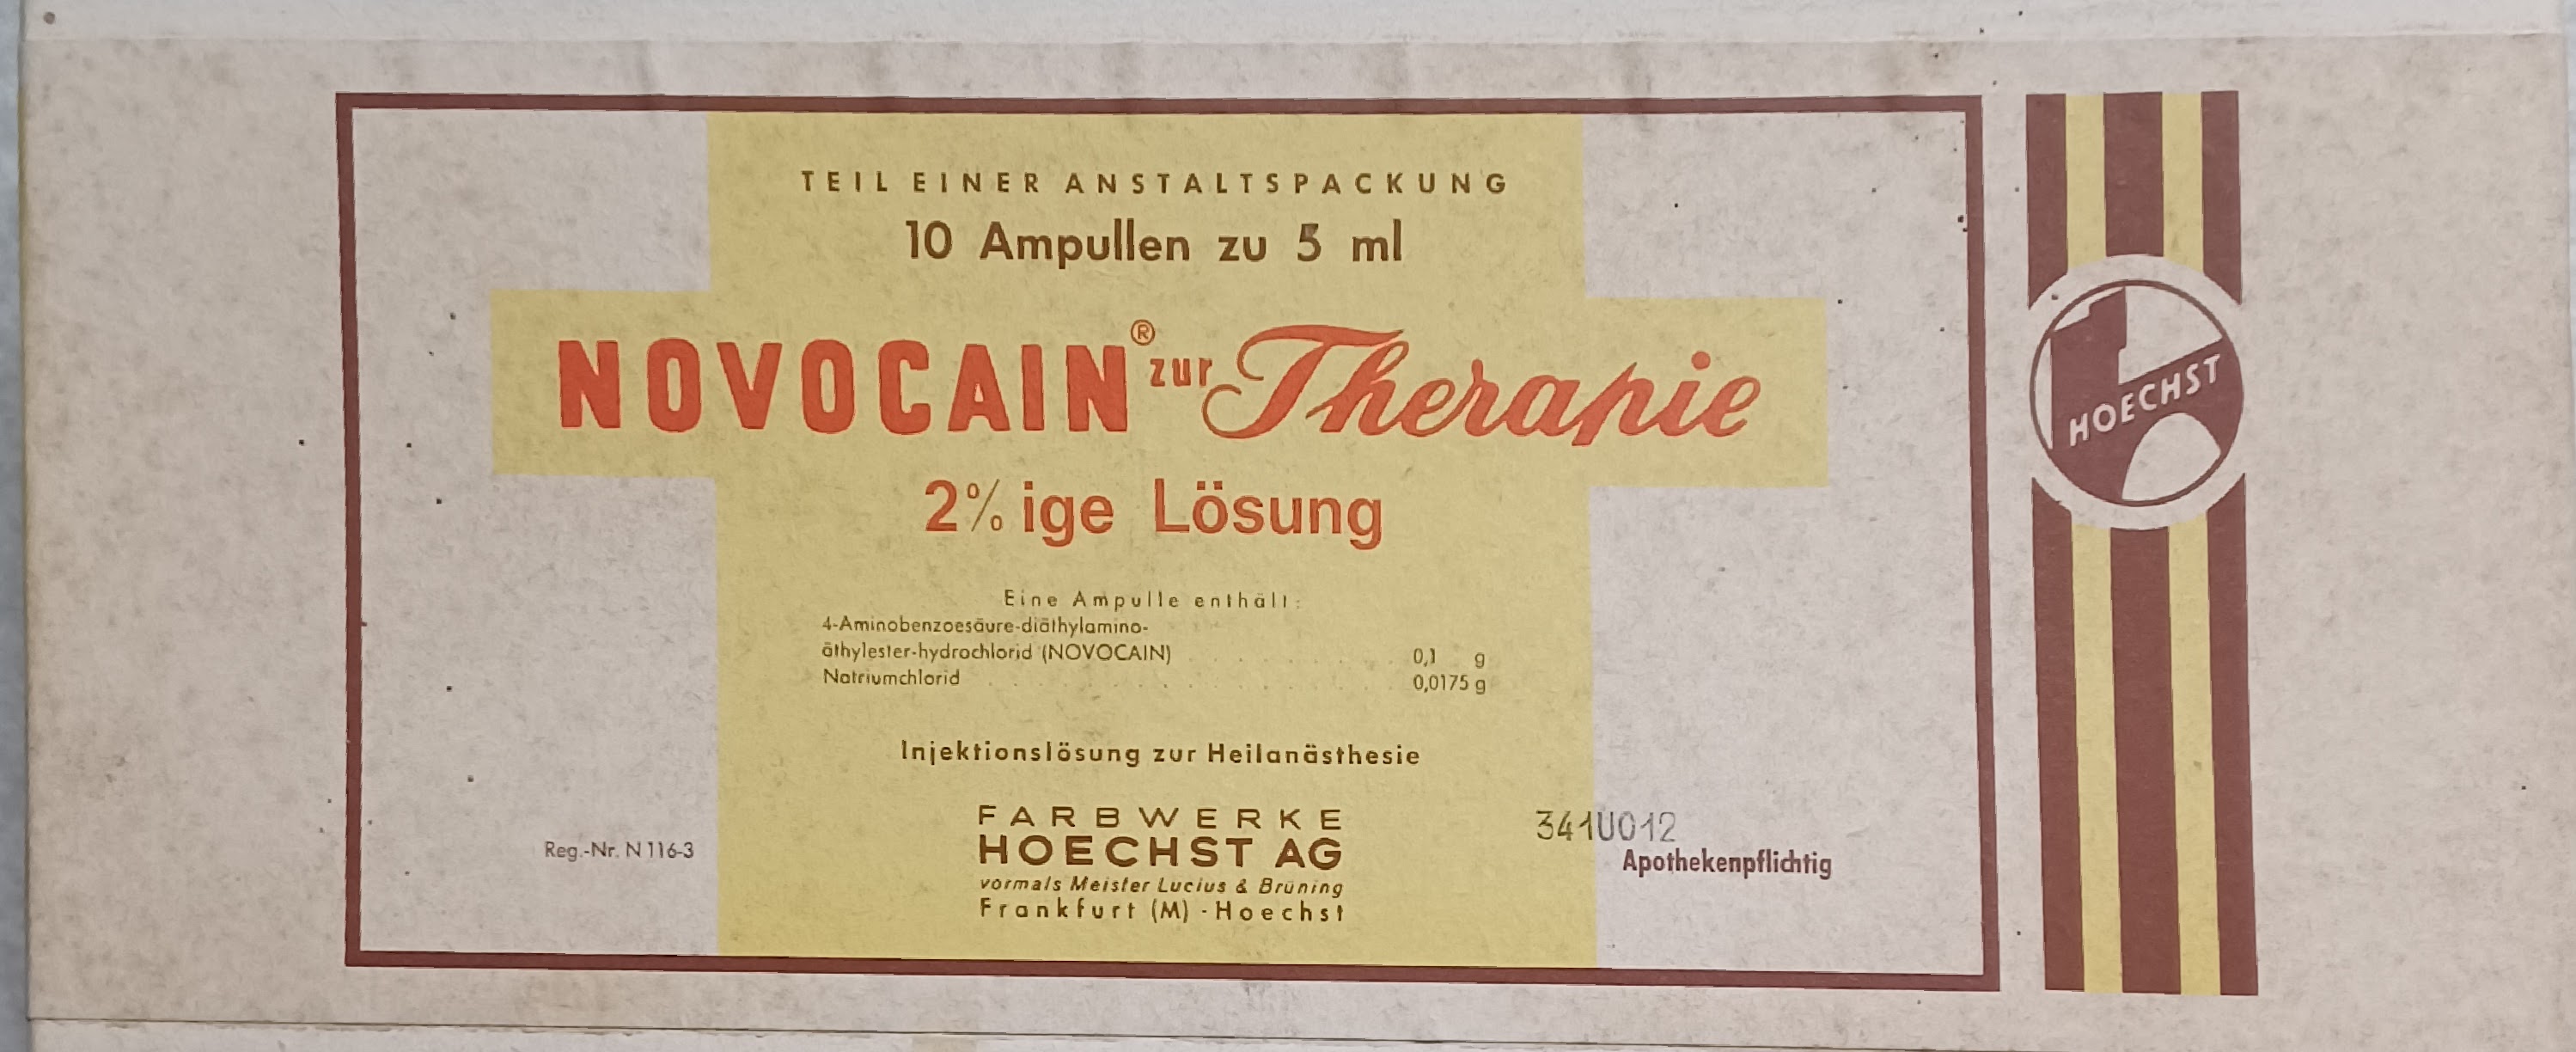 TEIL EINER ANSTALTSPACKUNG
10 Ampullen zu 5 ml
NOVOCAIN® zur Therapie
2% ige Lösung
Eine Ampulle enthält:
4-Aminobenzoesäure-diäthylamino-
äthylester-hydrochlorid (NOVOCAIN) . . . . . . . . 0,1 g
Natriumchlorid . . . . . . . . . . . 0,0175 g
Injektionslösung zur Heilanästhesie
FARBWERKE
HOECHST AG
vormals Meister Lucius & Brüning
Frankfurt (M) - Hoechst
Reg.-Nr. N 116-3
341U012
Apothekenpflichtig
HOECHST